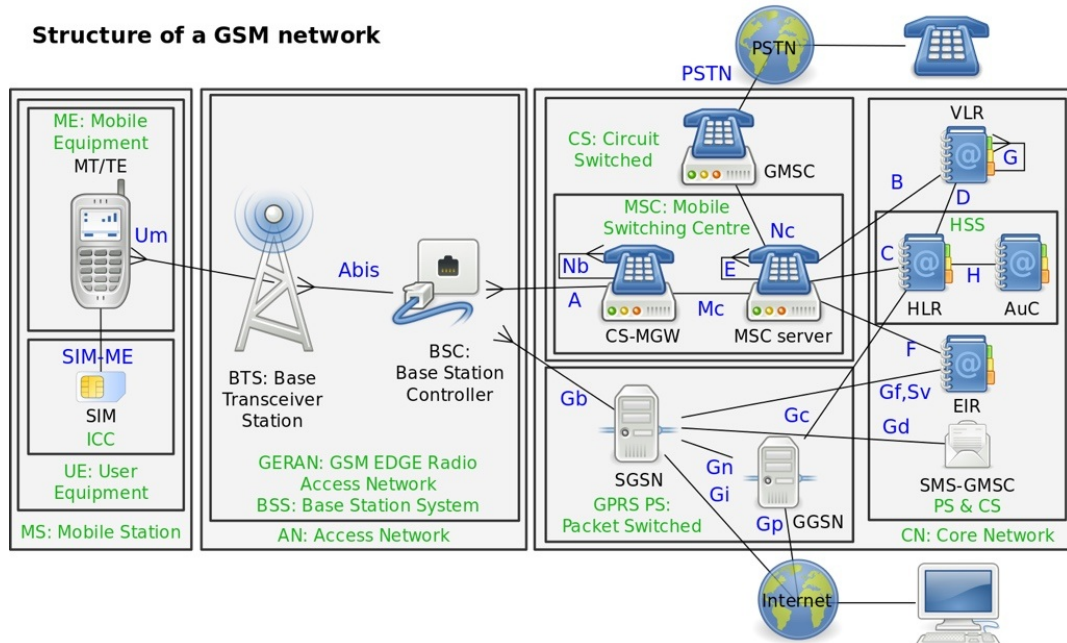 Structure of a GSM network
PSTN
PSTN
ME: Mobile
Equipment
MT/TE
Um
SIM-ME
SIM
ICC
UE: User
Equipment
MS: Mobile Station
Abis
BTS: Base
Transceiver
Station
BSC:
Base Station
Controller
GERAN: GSM EDGE Radio
Access Network
BSS: Base Station System
AN: Access Network
CS: Circuit
Switched
GMSC
MSC: Mobile
Switching Centre
Nc
Nb
E
A
Mc
CS-MGW
MSC server
VLR
G
B
D
HSS
C
H
HLR
AuC
F
Gb
Gf,Sv
EIR
Gc
Gd
Gn
Gi
SGSN
GPRS PS:
Packet Switched
Gp
GGSN
SMS-GMSC
PS & CS
CN: Core Network
Internet